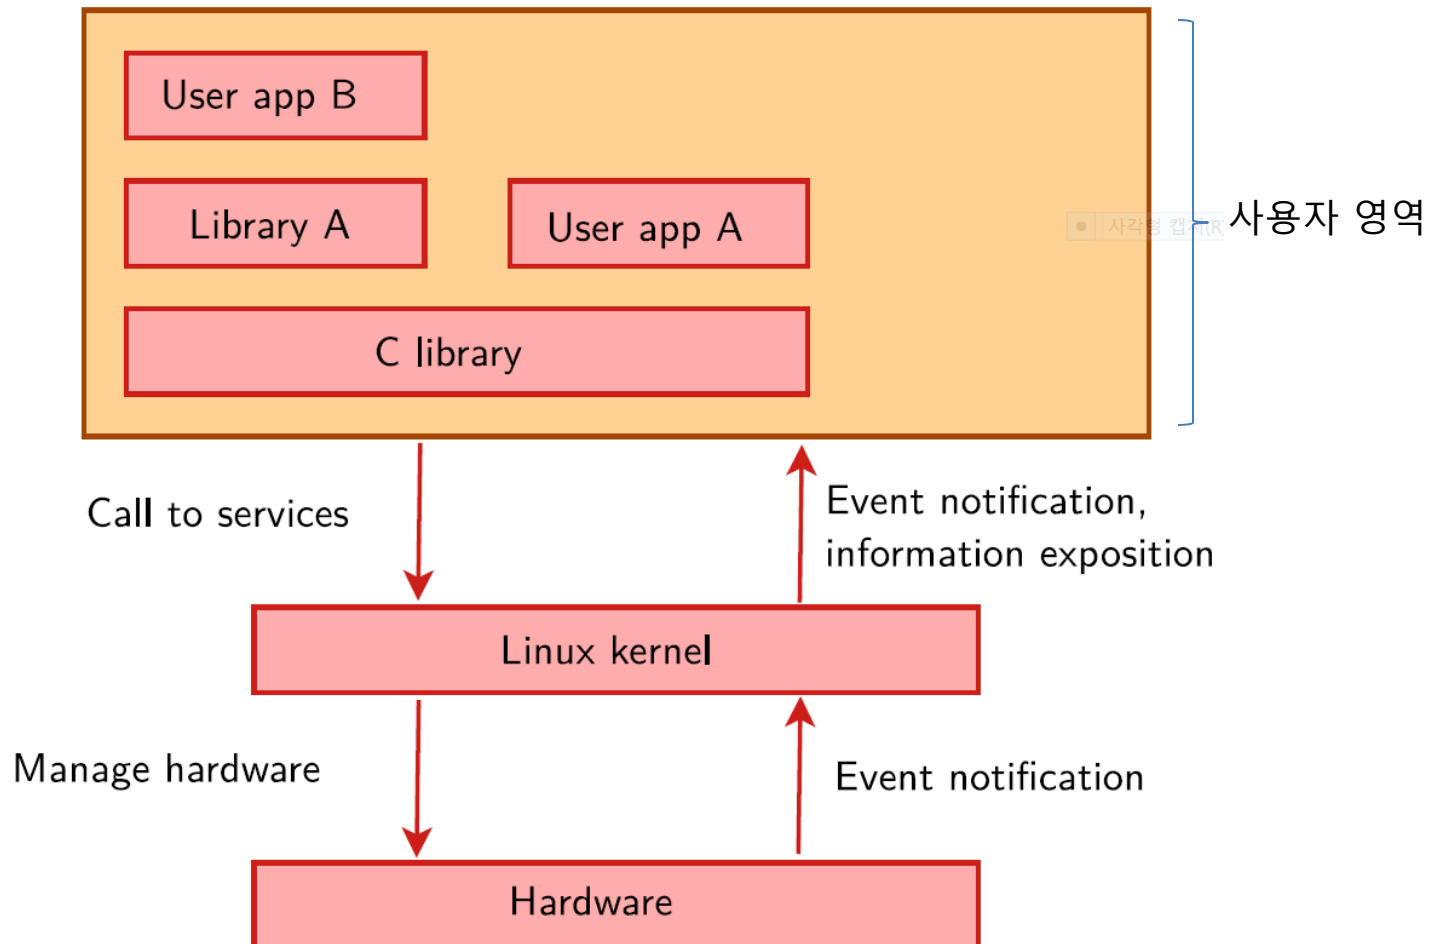 User app B
Library A
User app A
C library
사용자 영역
Call to services
Event notification,
information exposition
Linux kernel
Manage hardware
Event notification
Hardware